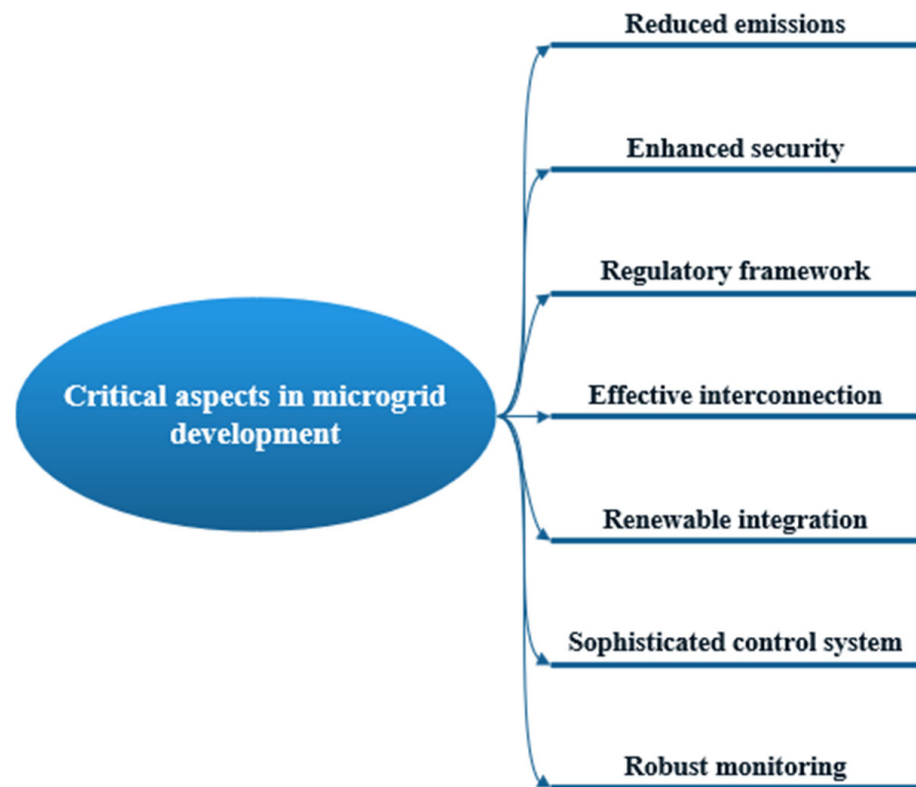 Reduced emissions
Enhanced security
Regulatory framework
Critical aspects in microgrid
development
Effective interconnection
Renewable integration
Sophisticated control system
Robust monitoring